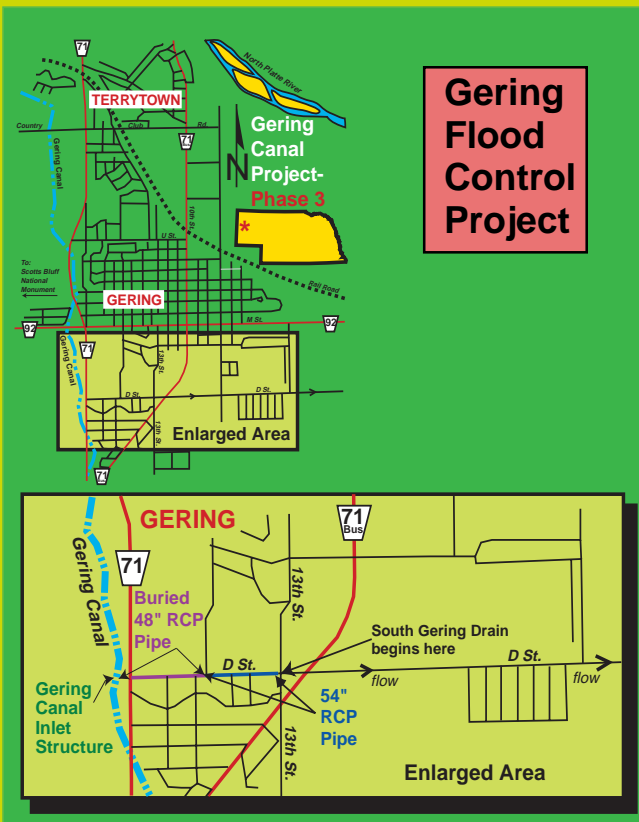 Gering
Flood
Control
Project
71
North Platte River
TERRYTOWN
Country Club Rd.
71
Gering
Canal
Project-
Phase 3
N
Gering Canal
10th St.
*
U St.
To:
Scotts Bluff
National
Monument
Rail Road
GERING
92
M St.
92
Gering Canal
71
13th St.
D St.
D St.
13th St.
Enlarged Area
71
GERING
71
Bus
71
Gering Canal
13th St.
Buried
48" RCP
Pipe
South Gering Drain
begins here
D St.
D St.
flow
flow
Gering
Canal
Inlet
Structure
54"
RCP
Pipe
13th St.
Enlarged Area